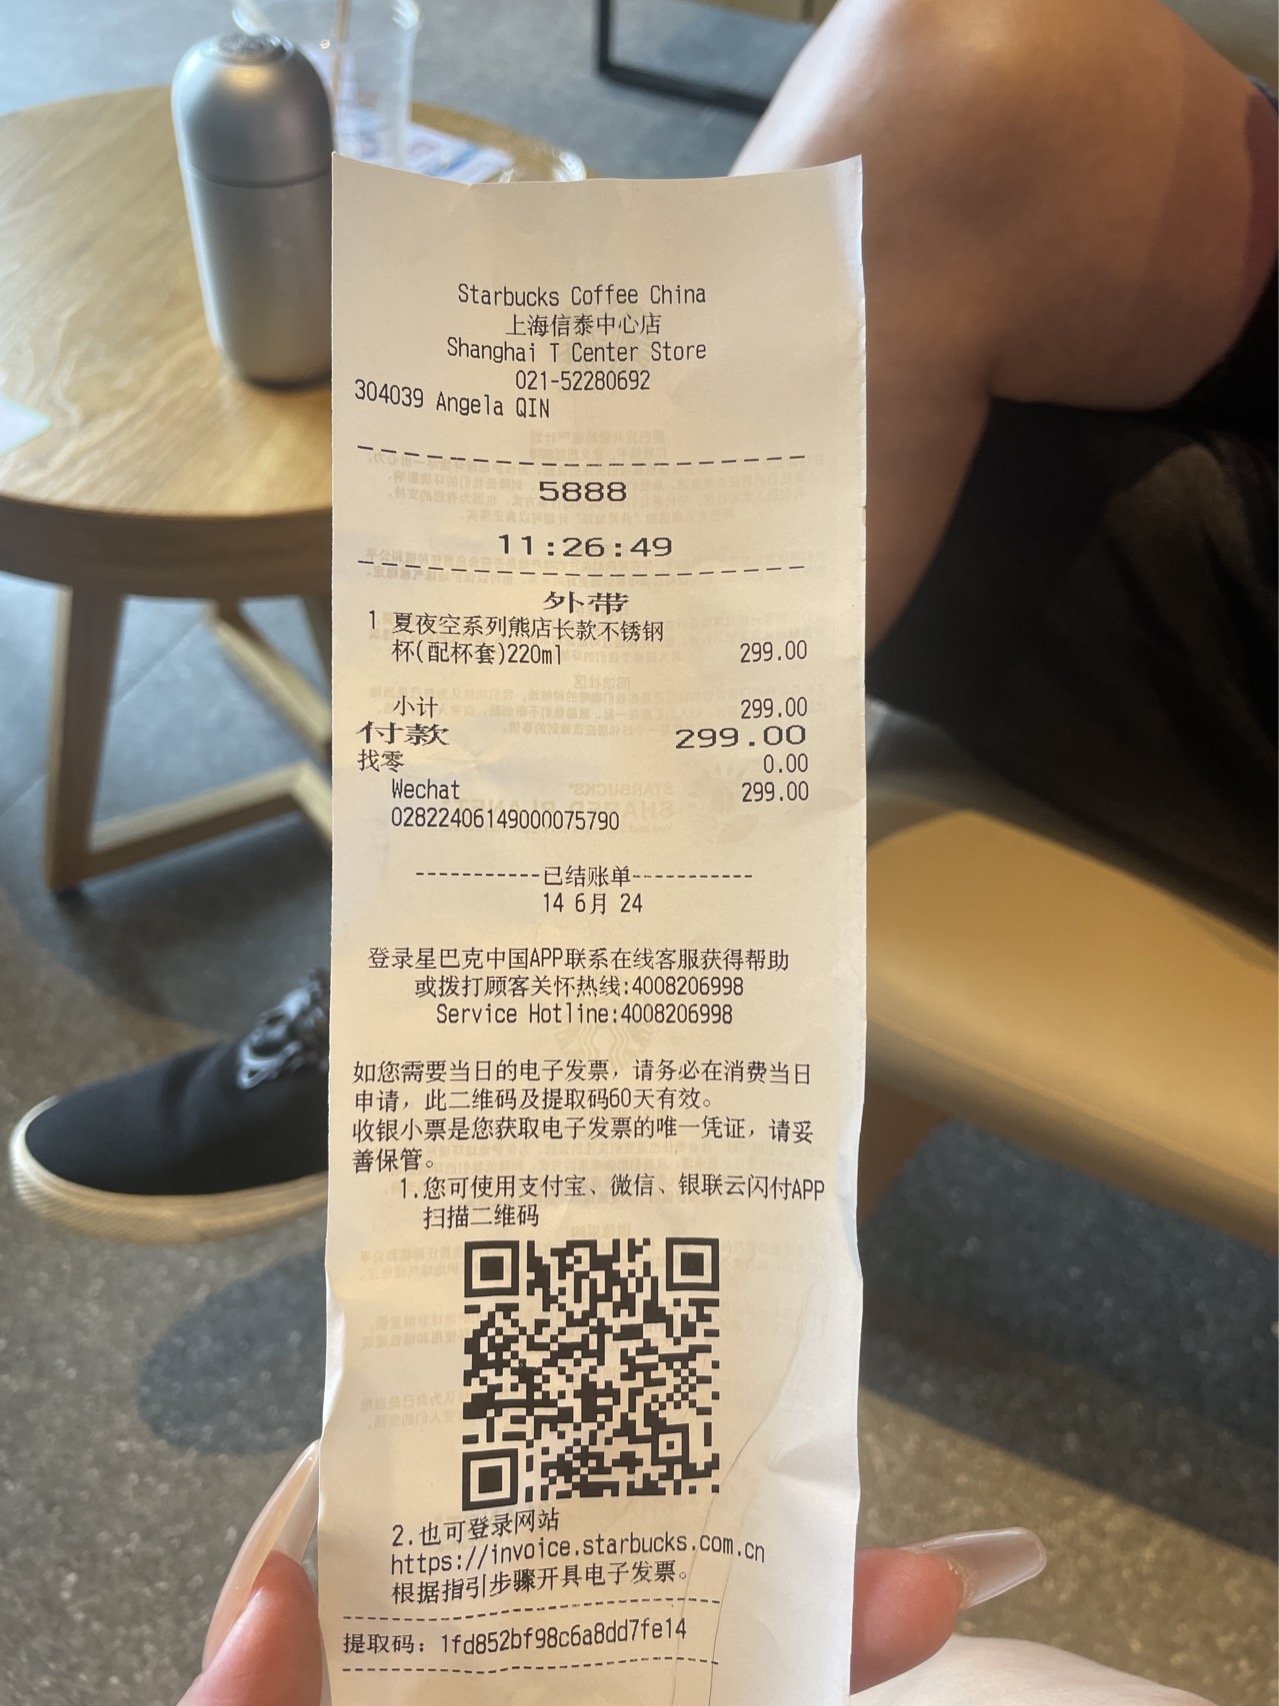 Starbucks Coffee China
上海信泰中心店
Shanghai T Center Store
021-52280692
304039 Angela QIN
5888
11:26:49
外带
1 夏夜空系列熊店长款不锈钢
杯(配杯套)220ml 299.00
小计 299.00
付款 299.00
找零 0.00
Wechat 299.00
02822406149000075790
-----------已结账单-----------
14 6月 24
登录星巴克中国APP联系在线客服获得帮助
或拨打顾客关怀热线:4008206998
Service Hotline:4008206998
如您需要当日的电子发票，请务必在消费当日
申请，此二维码及提取码60天有效。
收银小票是您获取电子发票的唯一凭证，请妥
善保管。
1.您可使用支付宝、微信、银联云闪付APP
扫描二维码
2.也可登录网站
https://invoice.starbucks.com.cn
根据指引步骤开具电子发票。
提取码：1fd852bf98c6a8dd7fe14